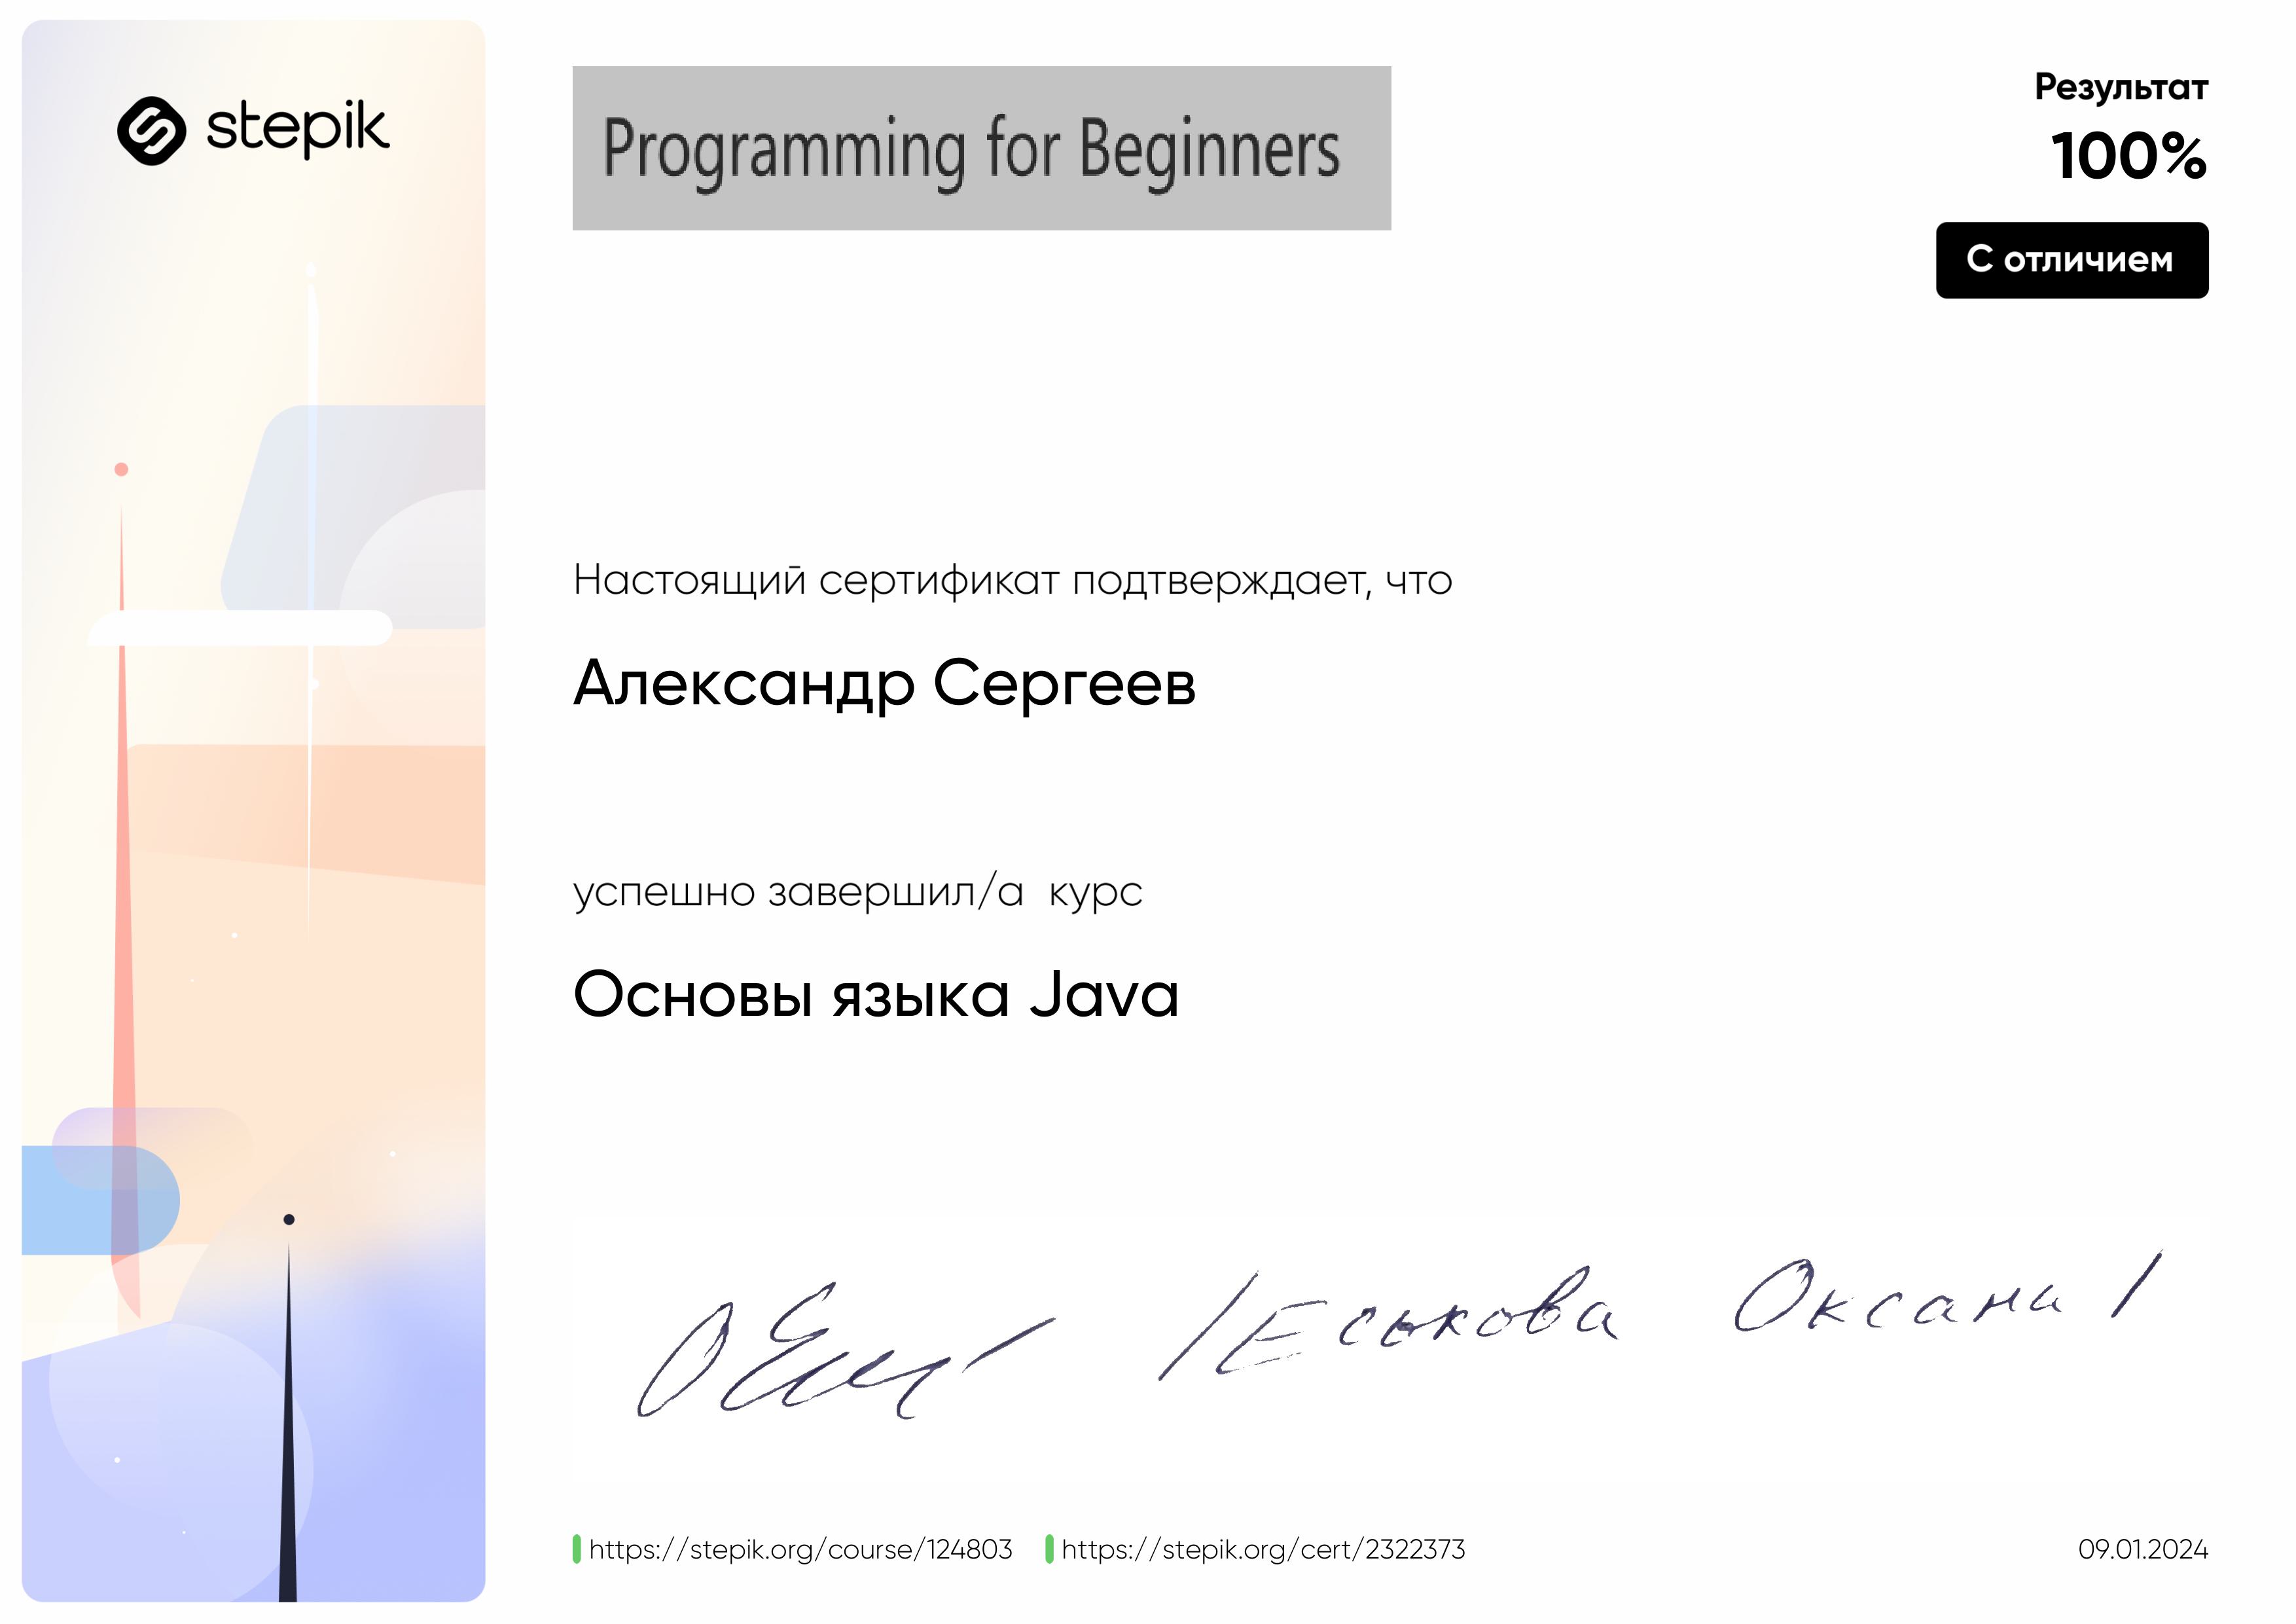 stepik
Programming for Beginners
Результат
100%
С отличием
Настоящий сертификат подтверждает, что
Александр Сергеев
успешно завершил/а курс
Основы языка Java
/Еськова Оксана/
https://stepik.org/course/124803 https://stepik.org/cert/2322373
09.01.2024